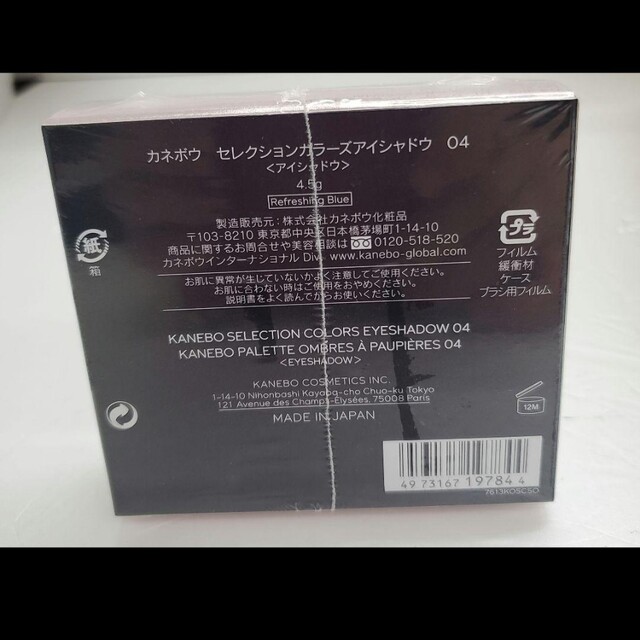 カネボウ セレクションカラーズアイシャドウ 04
<アイシャドウ>
4.5g
Refreshing Blue
製造販売元：株式会社カネボウ化粧品
〒103-8210 東京都中央区日本橋茅場町1-14-10
商品に関するお問合せや美容相談は 0120-518-520
カネボウインターナショナル Div. www.kanebo-global.com
お肌に異常が生じていないかよく注意してご使用ください。
お肌に合わない時はご使用をおやめください。
説明書をよく読んでからお使いください。
紙
箱
プラ
フィルム
緩衝材
ケース
ブラシ用フィルム
KANEBO SELECTION COLORS EYESHADOW 04
KANEBO PALETTE OMBRES À PAUPIÈRES 04
<EYESHADOW>
KANEBO COSMETICS INC.
1-14-10 Nihonbashi Kayaba-cho Chuo-ku Tokyo
121 Avenue des Champs-Élysées, 75008 Paris
MADE IN JAPAN
12M
4 973167 197844
7613KOSCSO